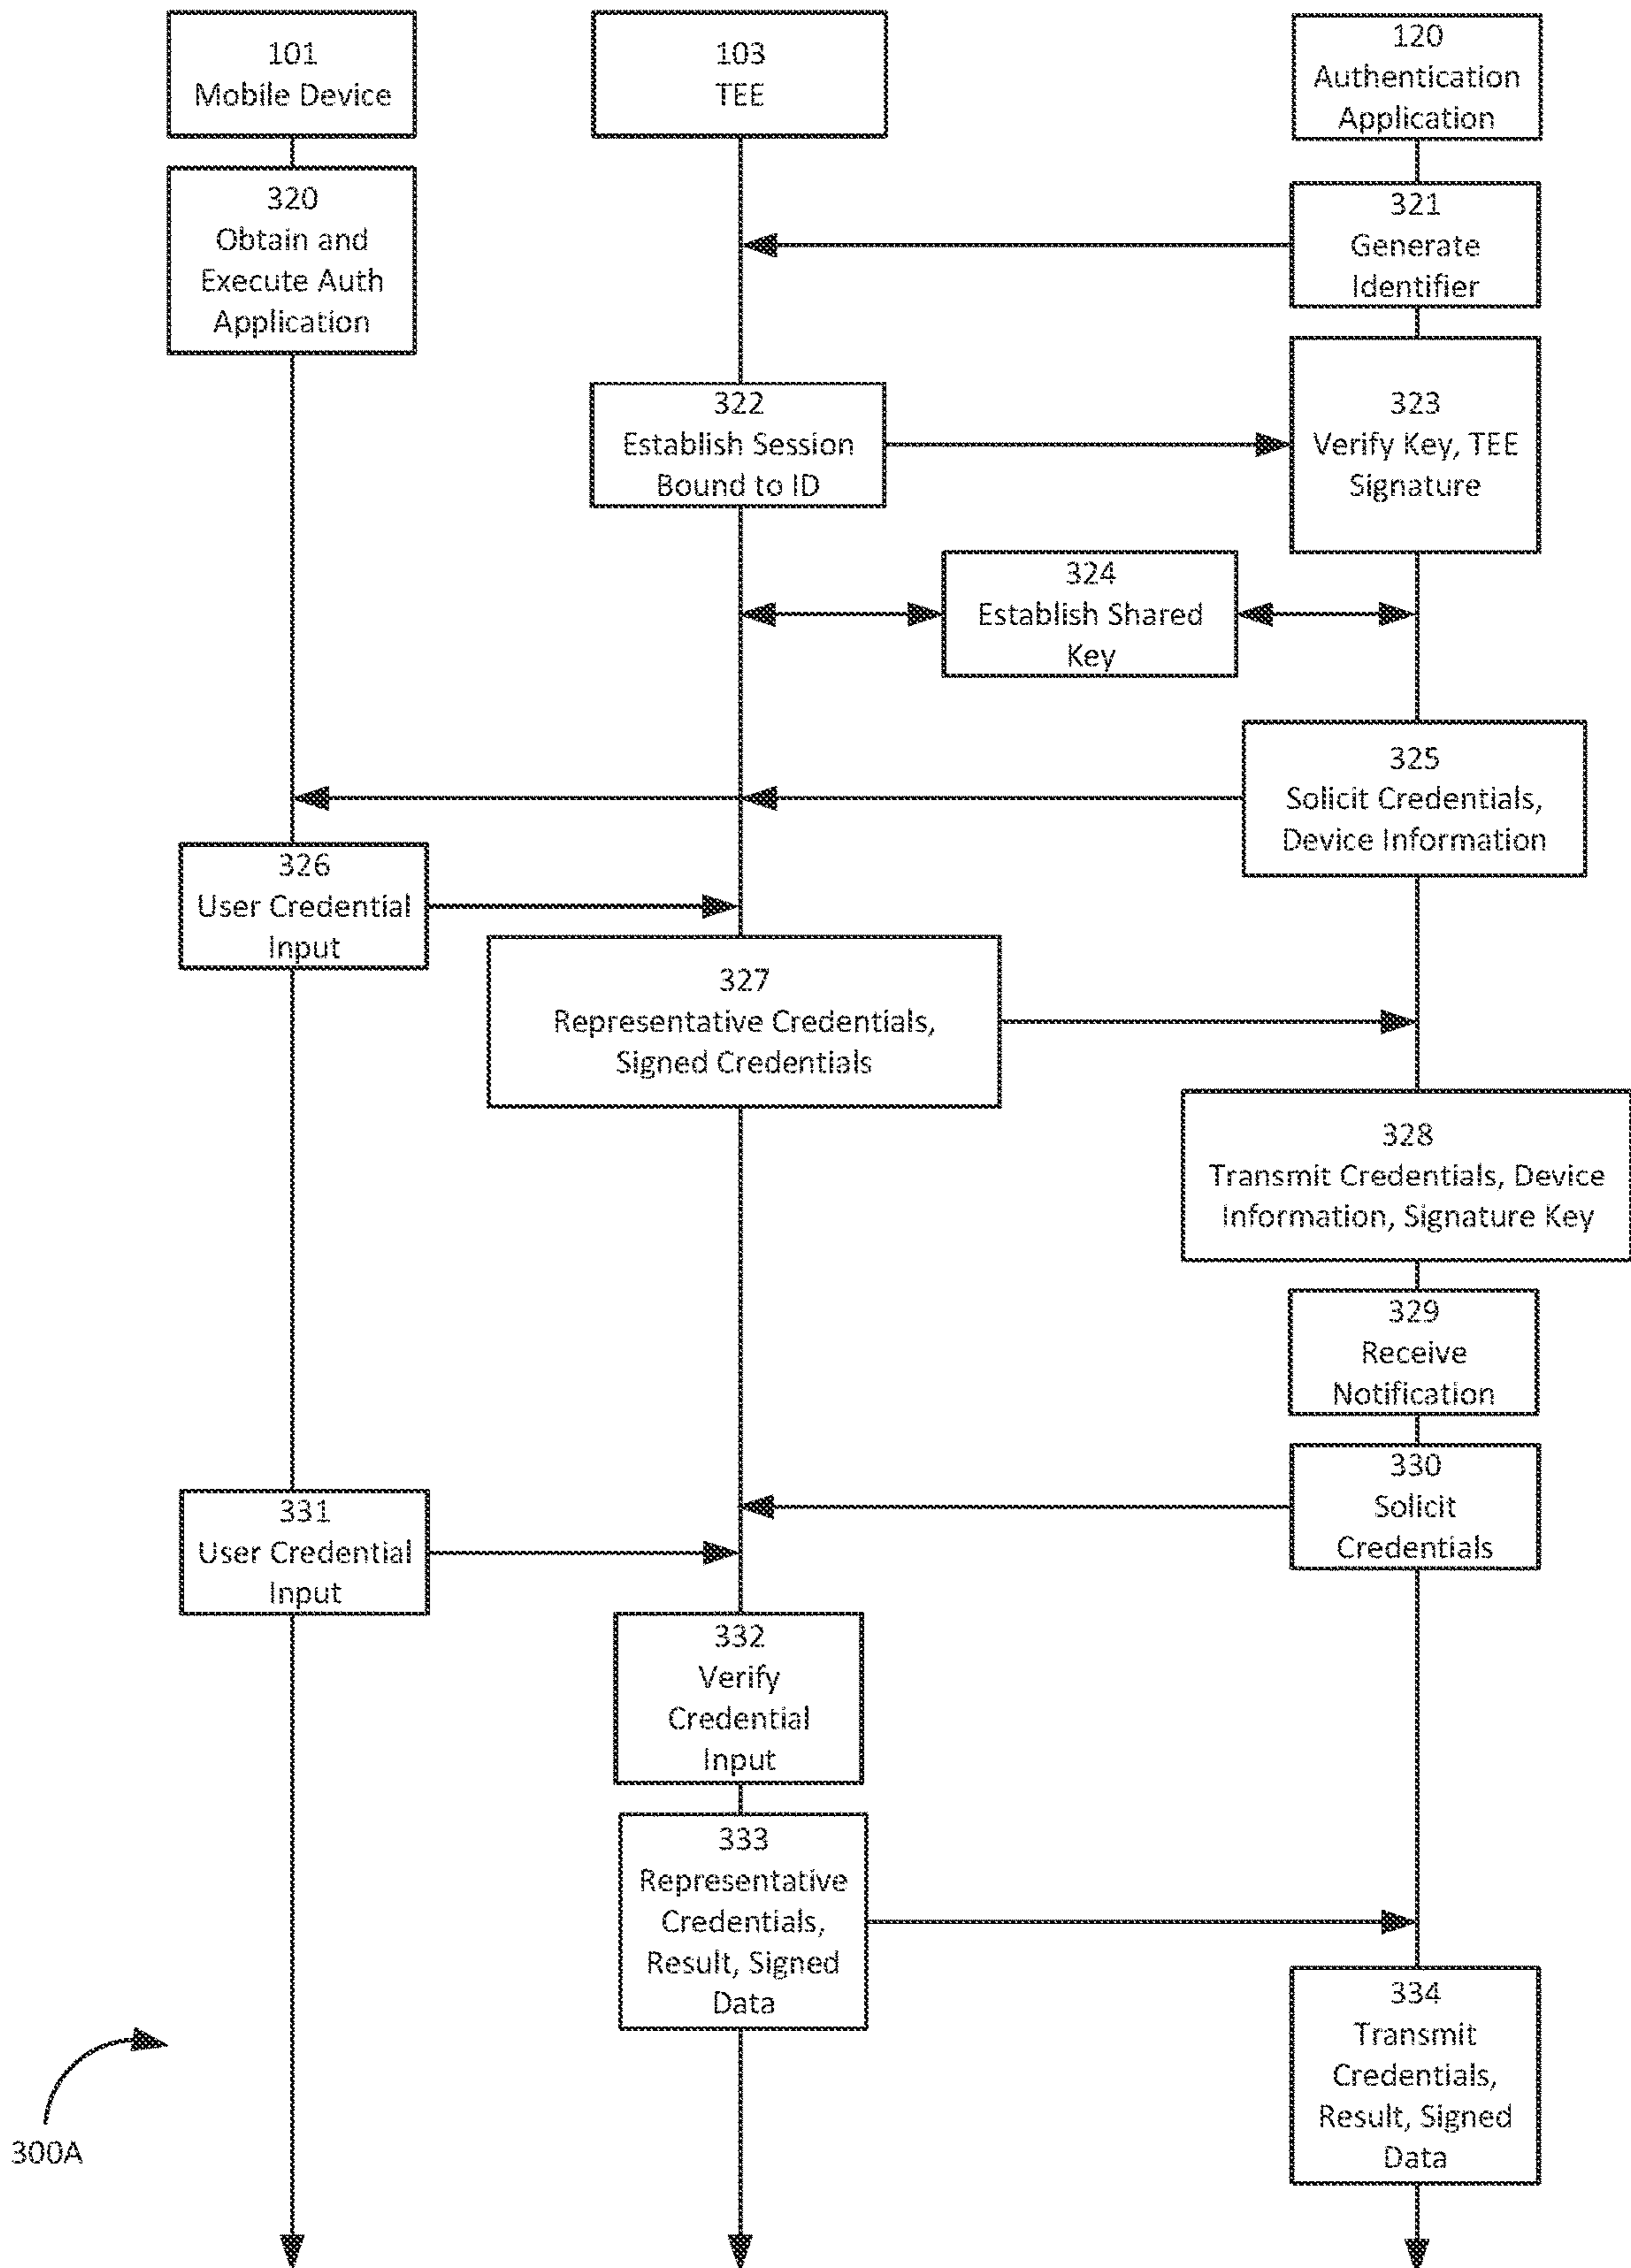 101
Mobile Device
103
TEE
120
Authentication
Application
320
Obtain and
Execute Auth
Application
321
Generate
Identifier
322
Establish Session
Bound to ID
323
Verify Key, TEE
Signature
324
Establish Shared
Key
325
Solicit Credentials,
Device Information
326
User Credential
Input
327
Representative Credentials,
Signed Credentials
328
Transmit Credentials, Device
Information, Signature Key
329
Receive
Notification
330
Solicit
Credentials
331
User Credential
Input
332
Verify
Credential
Input
333
Representative
Credentials,
Result, Signed
Data
334
Transmit
Credentials,
Result, Signed
Data
300A